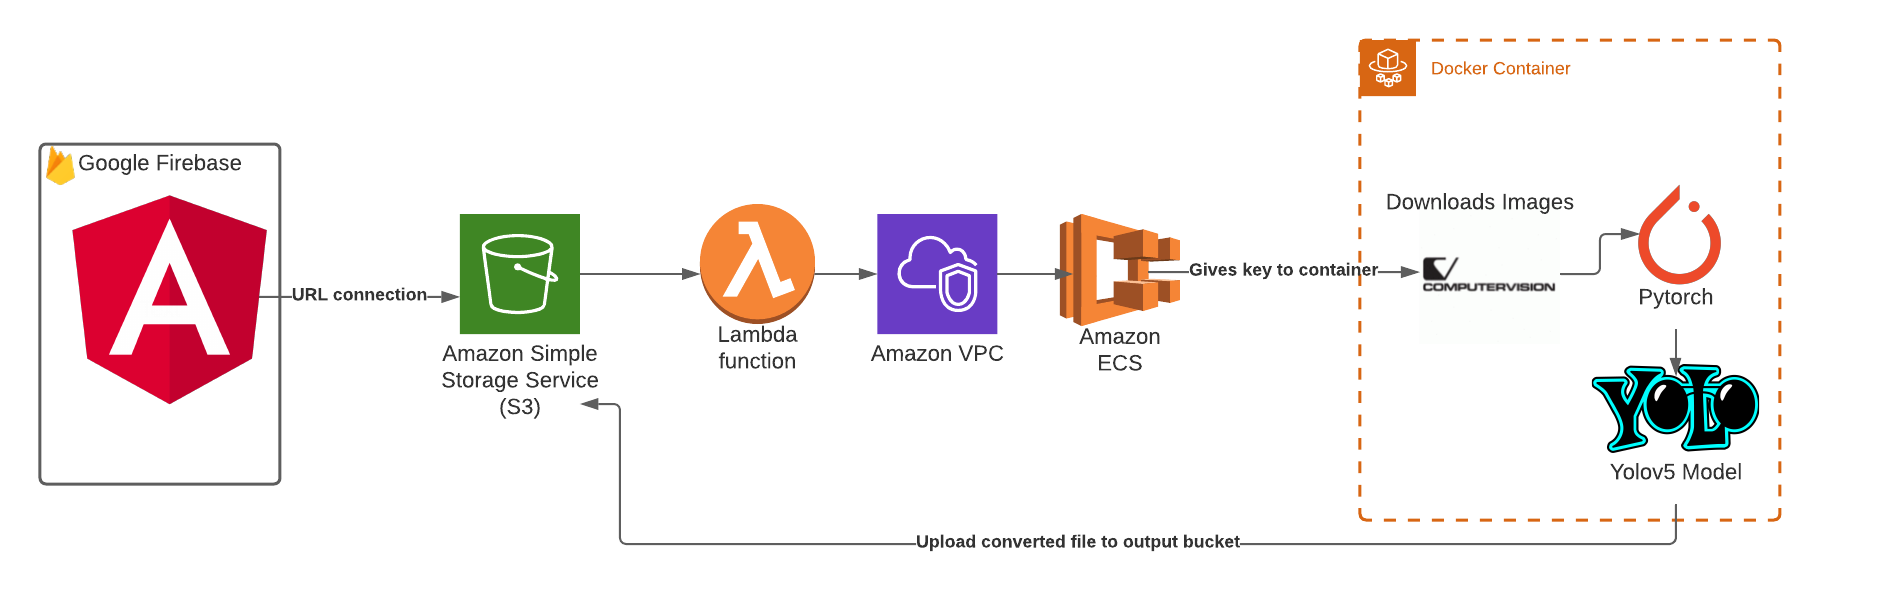 Google Firebase
A
URL connection
Amazon Simple
Storage Service
(S3)
Lambda
function
Amazon VPC
Amazon
ECS
Gives key to container
Docker Container
Downloads Images
COMPUTERVISION
Pytorch
YOLO
Yolov5 Model
Upload converted file to output bucket